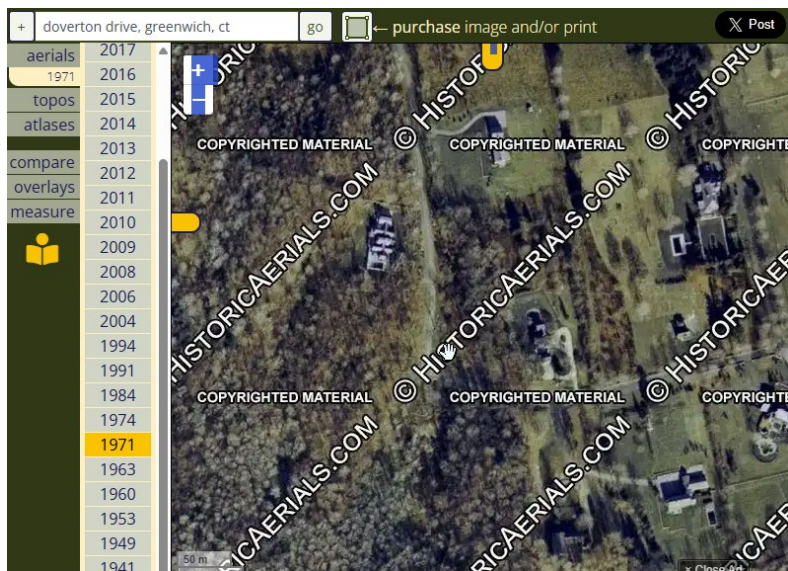 + doverton drive, greenwich, ct go ← purchase image and/or print X Post
aerials
1971
topos
atlases
compare
overlays
measure
2017
2016
2015
2014
2013
2012
2011
2010
2009
2008
2006
2004
1994
1991
1984
1974
1971
1963
1960
1953
1949
1941
+
−
COPYRIGHTED MATERIAL
COPYRIGHTED MATERIAL
COPYRIGHTED MATERIAL
© HISTORICAERIALS.COM
© HISTORICAERIALS.COM
COPYRIGHTED MATERIAL
COPYRIGHTED MATERIAL
COPYRIGHTED
HISTORICAERIALS.COM
HISTORICAERIALS.COM
50 m
× Close Ad